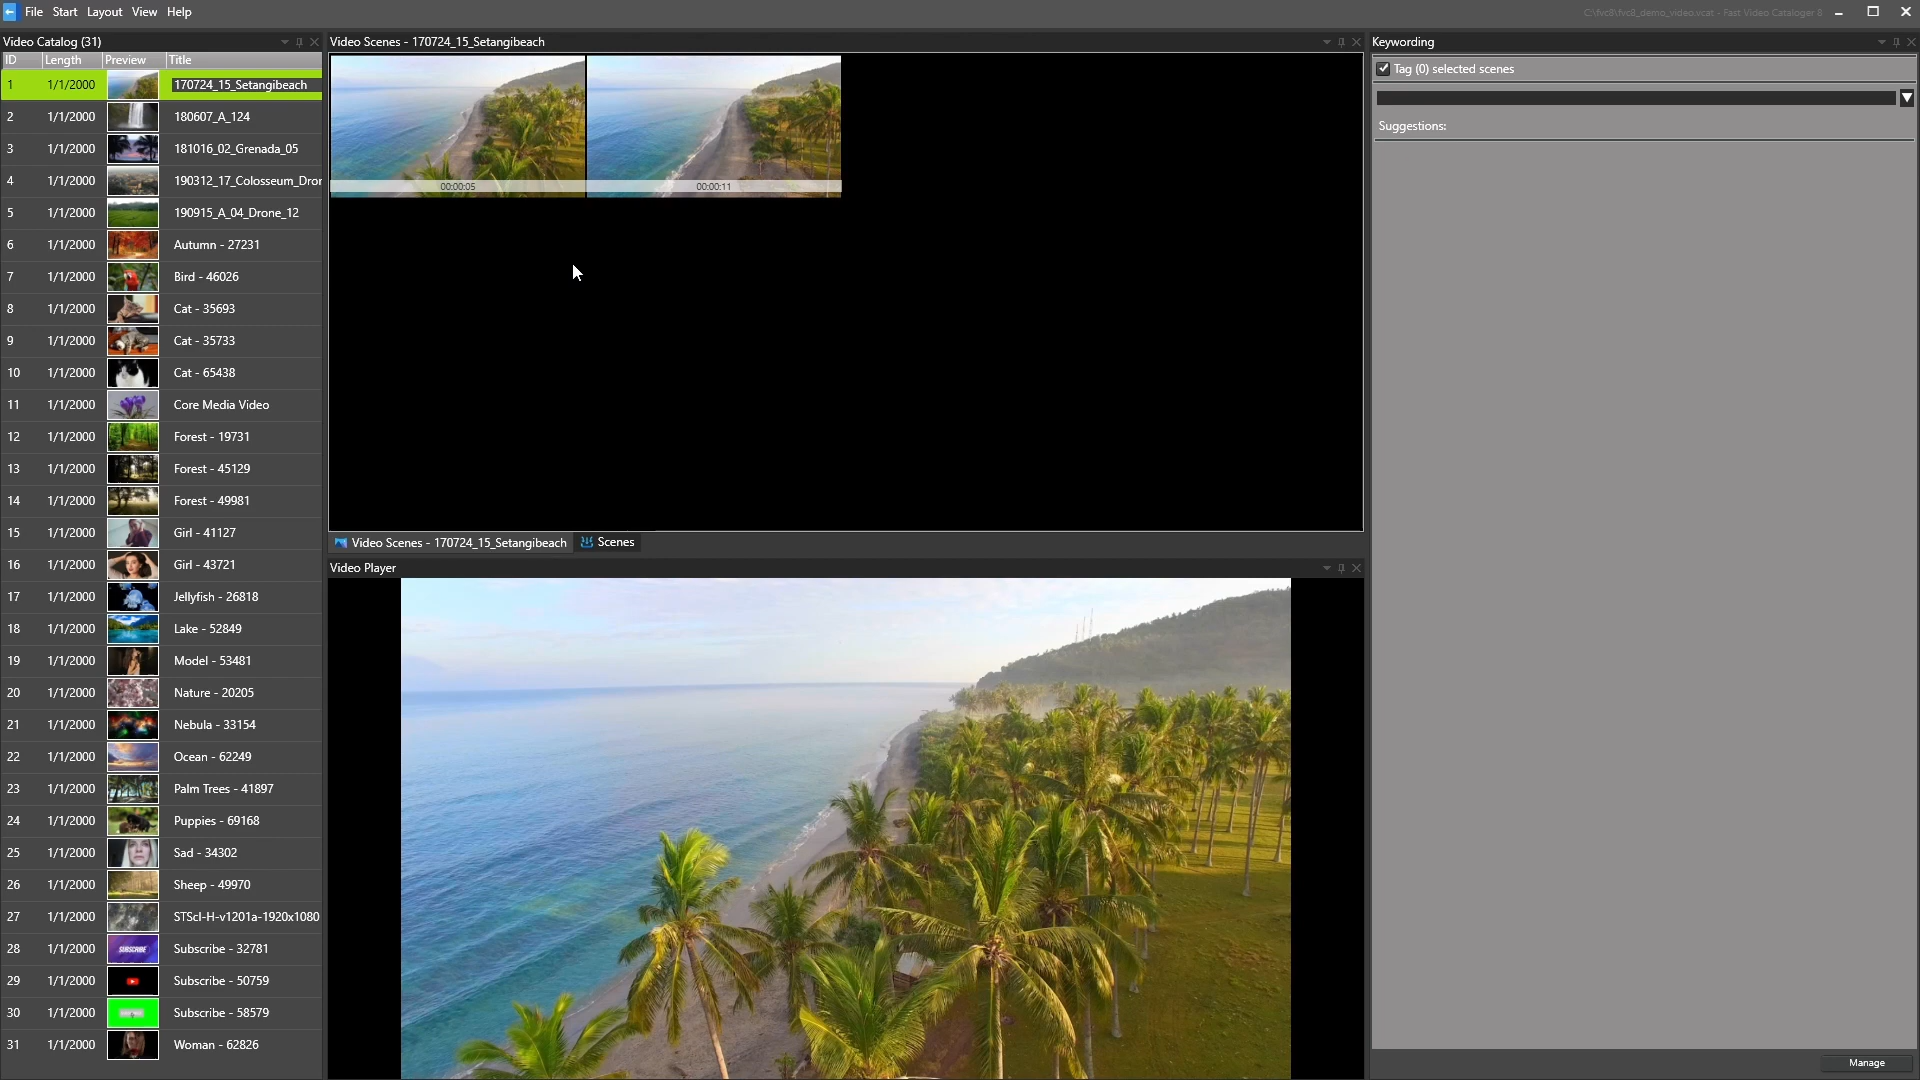 File Start Layout View Help
C:\fvc8\fvc8_demo_video.vcat - Fast Video Cataloger 8
Video Catalog (31)
ID Length Preview Title
1 1/1/2000 170724_15_Setangibeach
2 1/1/2000 180607_A_124
3 1/1/2000 181016_02_Grenada_05
4 1/1/2000 190312_17_Colosseum_Dror
5 1/1/2000 190915_A_04_Drone_12
6 1/1/2000 Autumn - 27231
7 1/1/2000 Bird - 46026
8 1/1/2000 Cat - 35693
9 1/1/2000 Cat - 35733
10 1/1/2000 Cat - 65438
11 1/1/2000 Core Media Video
12 1/1/2000 Forest - 19731
13 1/1/2000 Forest - 45129
14 1/1/2000 Forest - 49981
15 1/1/2000 Girl - 41127
16 1/1/2000 Girl - 43721
17 1/1/2000 Jellyfish - 26818
18 1/1/2000 Lake - 52849
19 1/1/2000 Model - 53481
20 1/1/2000 Nature - 20205
21 1/1/2000 Nebula - 33154
22 1/1/2000 Ocean - 62249
23 1/1/2000 Palm Trees - 41897
24 1/1/2000 Puppies - 69168
25 1/1/2000 Sad - 34302
26 1/1/2000 Sheep - 49970
27 1/1/2000 STScI-H-v1201a-1920x1080
28 1/1/2000 SUBSCRIBE Subscribe - 32781
29 1/1/2000 Subscribe - 50759
30 1/1/2000 Subscribe - 58579
31 1/1/2000 Woman - 62826
Video Scenes - 170724_15_Setangibeach
00:00:05 00:00:11
Video Scenes - 170724_15_Setangibeach Scenes
Video Player
Keywording
Tag (0) selected scenes
Suggestions:
Manage